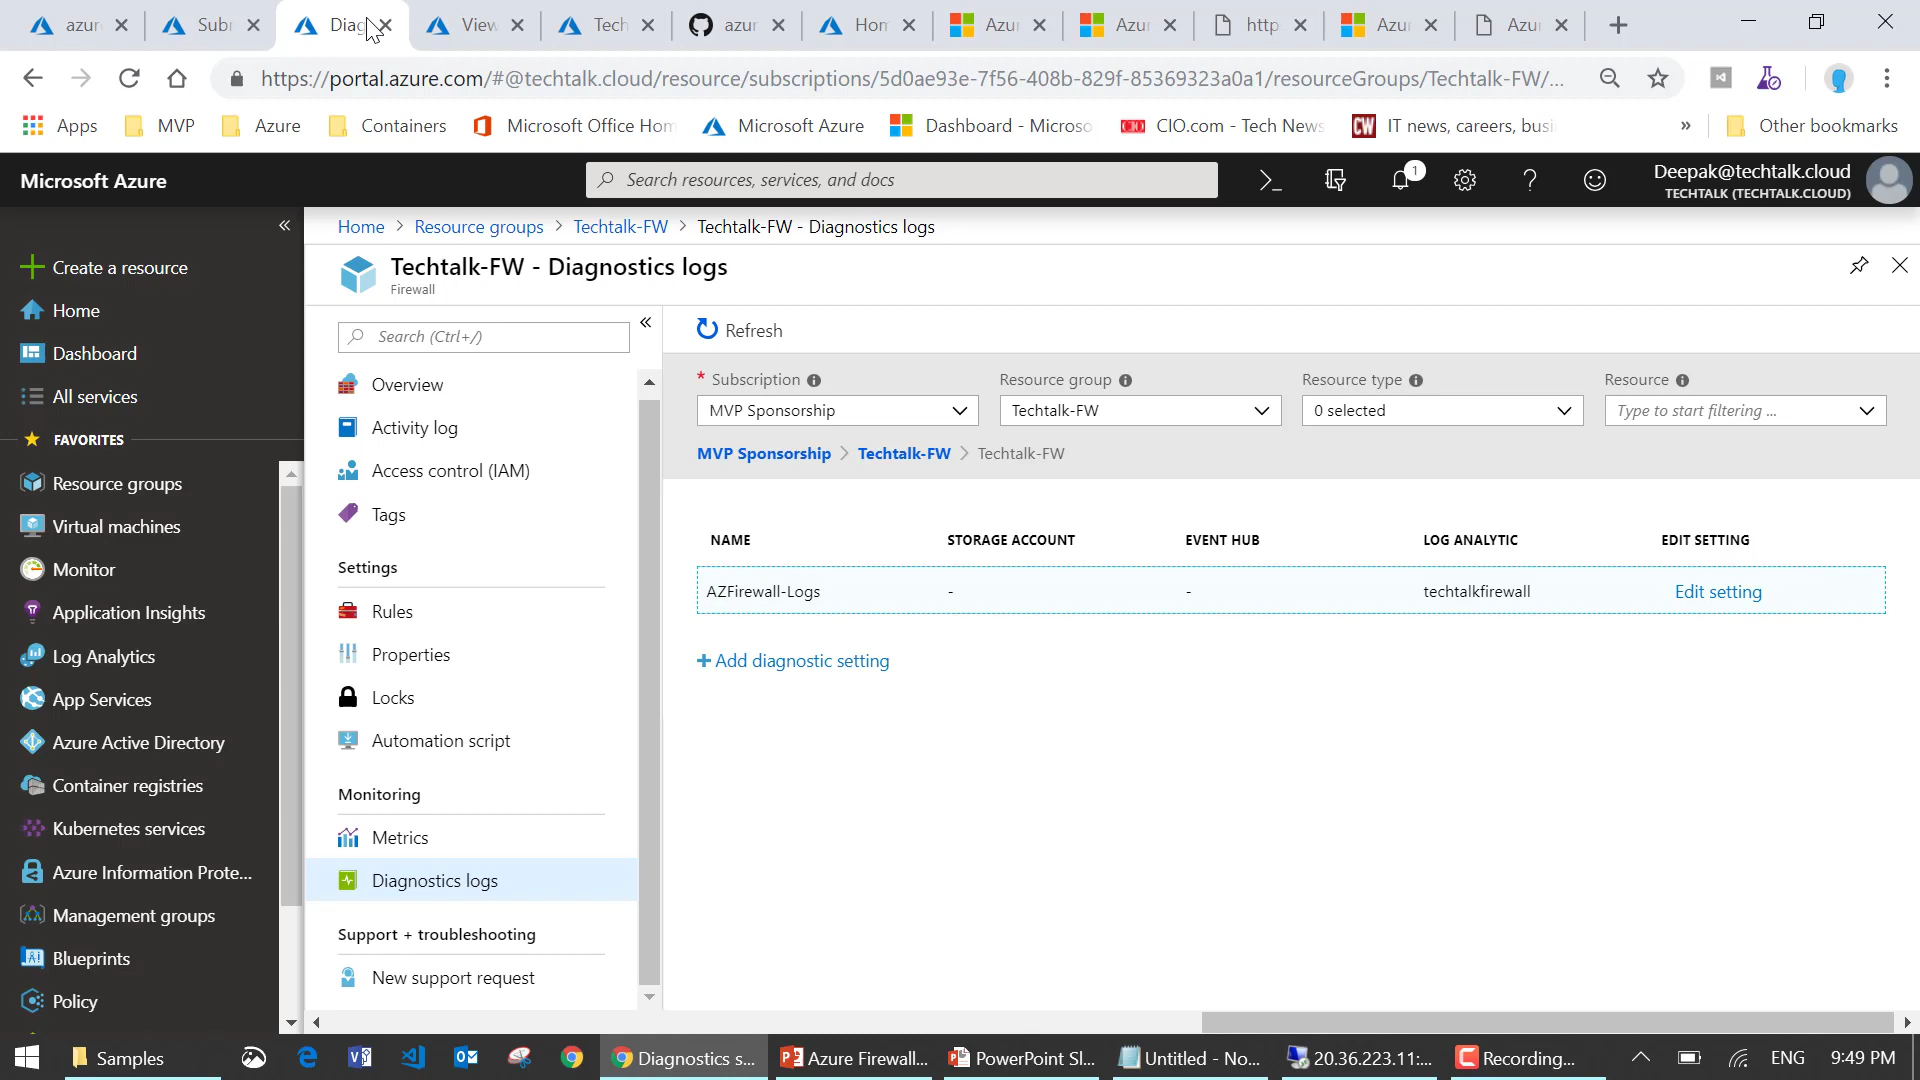 azur
Subr
Diag
View
Tech
azur
Hom
Azur
Azur
http
Azur
Azur
https://portal.azure.com/#@techtalk.cloud/resource/subscriptions/5d0ae93e-7f56-408b-829f-85369323a0a1/resourceGroups/Techtalk-FW/...
Apps
MVP
Azure
Containers
Microsoft Office Hom
Microsoft Azure
Dashboard - Microso
CIO.com - Tech News
CW
IT news, careers, busi
»
Other bookmarks
Microsoft Azure
Search resources, services, and docs
1
Deepak@techtalk.cloud
TECHTALK (TECHTALK.CLOUD)
Create a resource
Home
Dashboard
All services
FAVORITES
Resource groups
Virtual machines
Monitor
Application Insights
Log Analytics
App Services
Azure Active Directory
Container registries
Kubernetes services
Azure Information Prote...
Management groups
Blueprints
Policy
Home > Resource groups > Techtalk-FW > Techtalk-FW - Diagnostics logs
Techtalk-FW - Diagnostics logs
Firewall
Search (Ctrl+/)
Overview
Activity log
Access control (IAM)
Tags
Settings
Rules
Properties
Locks
Automation script
Monitoring
Metrics
Diagnostics logs
Support + troubleshooting
New support request
Refresh
* Subscription
MVP Sponsorship
Resource group
Techtalk-FW
Resource type
0 selected
Resource
Type to start filtering ...
MVP Sponsorship > Techtalk-FW > Techtalk-FW
NAME STORAGE ACCOUNT EVENT HUB LOG ANALYTIC EDIT SETTING
AZFirewall-Logs - - techtalkfirewall Edit setting
+ Add diagnostic setting
Samples
Diagnostics s...
Azure Firewall...
PowerPoint Sl...
Untitled - No...
20.36.223.11:...
Recording...
ENG
9:49 PM